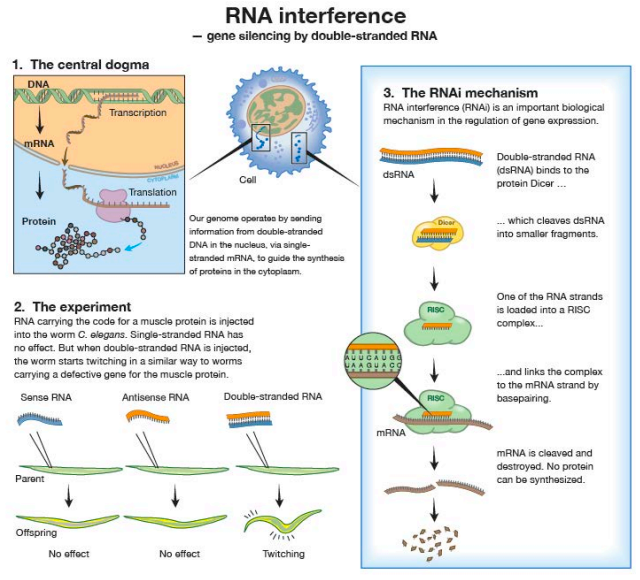 RNA interference
— gene silencing by double-stranded RNA
1. The central dogma
DNA
Transcription
mRNA
NUCLEUS
CYTOPLASM
Translation
Protein
Cell
Our genome operates by sending
information from double-stranded
DNA in the nucleus, via single-
stranded mRNA, to guide the synthesis
of proteins in the cytoplasm.
2. The experiment
RNA carrying the code for a muscle protein is injected
into the worm C. elegans. Single-stranded RNA has
no effect. But when double-stranded RNA is injected,
the worm starts twitching in a similar way to worms
carrying a defective gene for the muscle protein.
Sense RNA
Antisense RNA
Double-stranded RNA
Parent
Offspring
No effect
No effect
Twitching
3. The RNAi mechanism
RNA interference (RNAi) is an important biological
mechanism in the regulation of gene expression.
dsRNA
Double-stranded RNA
(dsRNA) binds to the
protein Dicer ...
Dicer
... which cleaves dsRNA
into smaller fragments.
RISC
One of the RNA strands
is loaded into a RISC
complex...
A U U C A U G G
U A A G U A C C
RISC
mRNA
...and links the complex
to the mRNA strand by
basepairing.
mRNA is cleaved and
destroyed. No protein
can be synthesized.